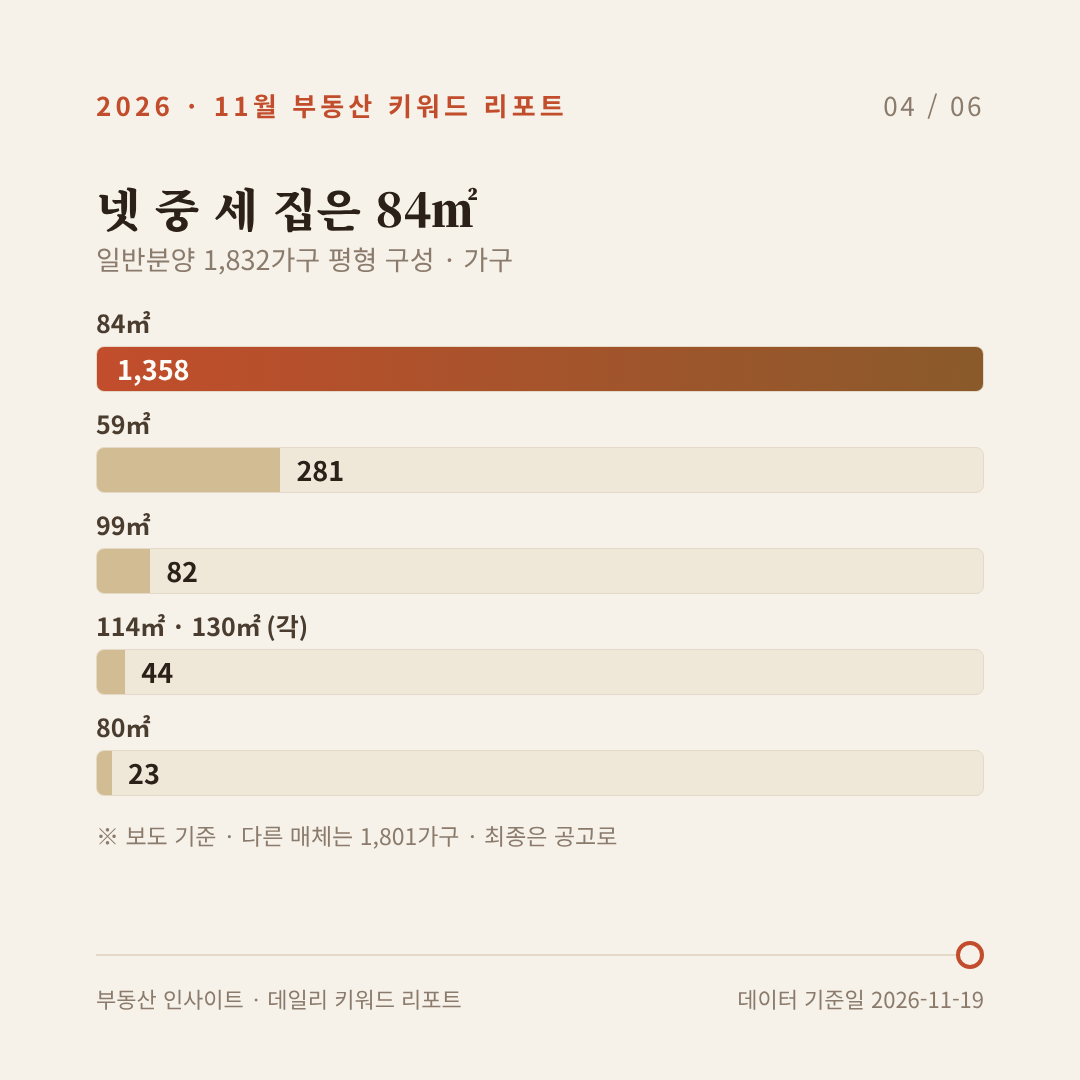 2026 · 11월 부동산 키워드 리포트
04 / 06
넷 중 세 집은 84㎡
일반분양 1,832가구 평형 구성 · 가구
84㎡
1,358
59㎡
281
99㎡
82
114㎡ · 130㎡ (각)
44
80㎡
23
※ 보도 기준 · 다른 매체는 1,801가구 · 최종은 공고로
부동산 인사이트 · 데일리 키워드 리포트
데이터 기준일 2026-11-19